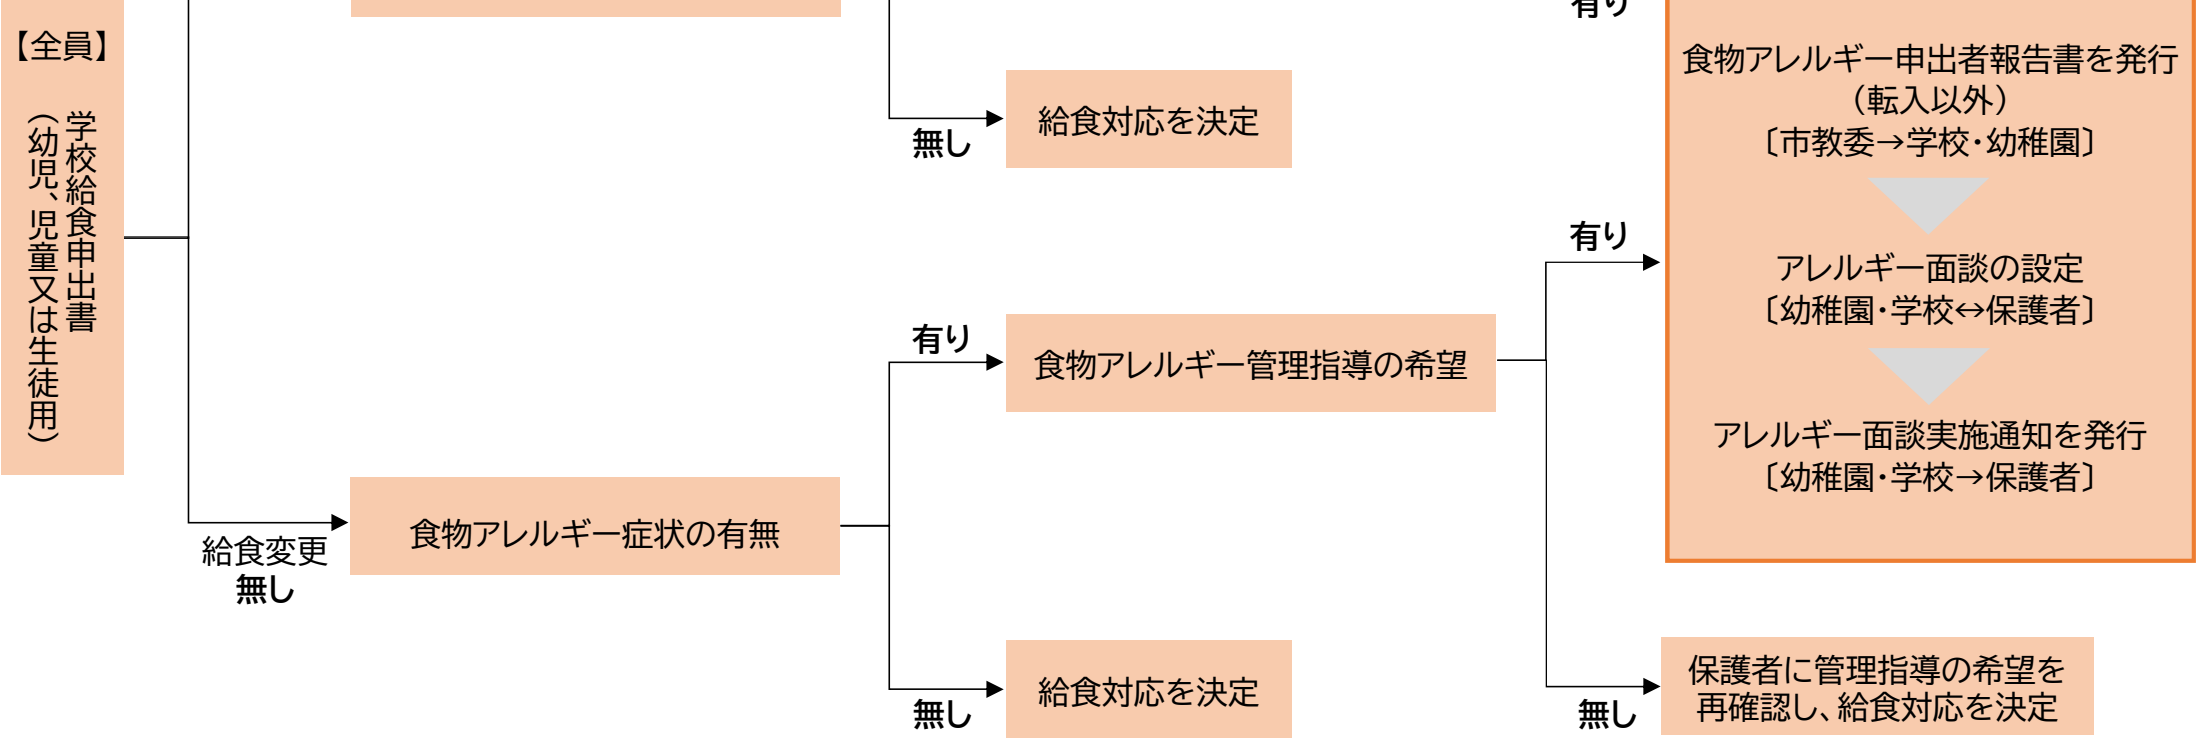 【全員】
学校給食申出書
（幼児、児童又は生徒用）
有り
無し
給食対応を決定
食物アレルギー申出者報告書を発行
（転入以外）
〔市教委→学校・幼稚園〕
アレルギー面談の設定
〔幼稚園・学校↔保護者〕
アレルギー面談実施通知を発行
〔幼稚園・学校→保護者〕
給食変更
無し
食物アレルギー症状の有無
有り
食物アレルギー管理指導の希望
有り
無し
給食対応を決定
無し
保護者に管理指導の希望を
再確認し、給食対応を決定